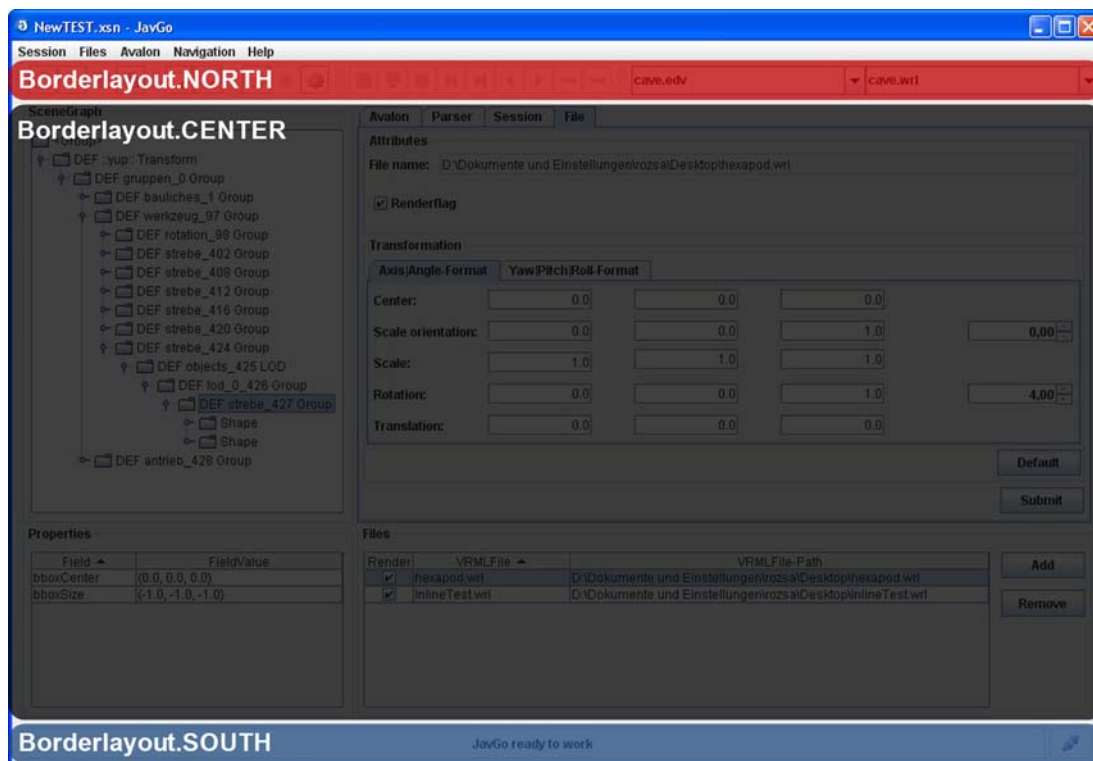 NewTEST.xsn - JavGo
Session Files Avalon Navigation Help
Borderlayout.NORTH
cave.edv
cave.wrl
SceneGraph
Borderlayout.CENTER
<Group>
DEF ::yup:: Transform
DEF gruppen_0 Group
DEF bauliches_1 Group
DEF werkzeug_97 Group
DEF rotation_98 Group
DEF strebe_402 Group
DEF strebe_408 Group
DEF strebe_412 Group
DEF strebe_416 Group
DEF strebe_420 Group
DEF strebe_424 Group
DEF objects_425 LOD
DEF lod_0_426 Group
DEF strebe_427 Group
Shape
Shape
DEF antrieb_428 Group
Avalon Parser Session File
Attributes
File name: D:\Dokumente und Einstellungen\rozsa\Desktop\hexapod.wrl
Renderflag
Transformation
Axis|Angle-Format Yaw|Pitch|Roll-Format
Center: 0.0 0.0 0.0
Scale orientation: 0.0 0.0 1.0 0,00
Scale: 1.0 1.0 1.0
Rotation: 0.0 0.0 1.0 4,00
Translation: 0.0 0.0 0.0
Default
Submit
Properties
Field FieldValue
bboxCenter (0.0, 0.0, 0.0)
bboxSize (-1.0, -1.0, -1.0)
Files
Render VRMLFile VRMLFile-Path
hexapod.wrl D:\Dokumente und Einstellungen\rozsa\Desktop\hexapod.wrl
InlineTest.wrl D:\Dokumente und Einstellungen\rozsa\Desktop\InlineTest.wrl
Add
Remove
Borderlayout.SOUTH
JavGo ready to work